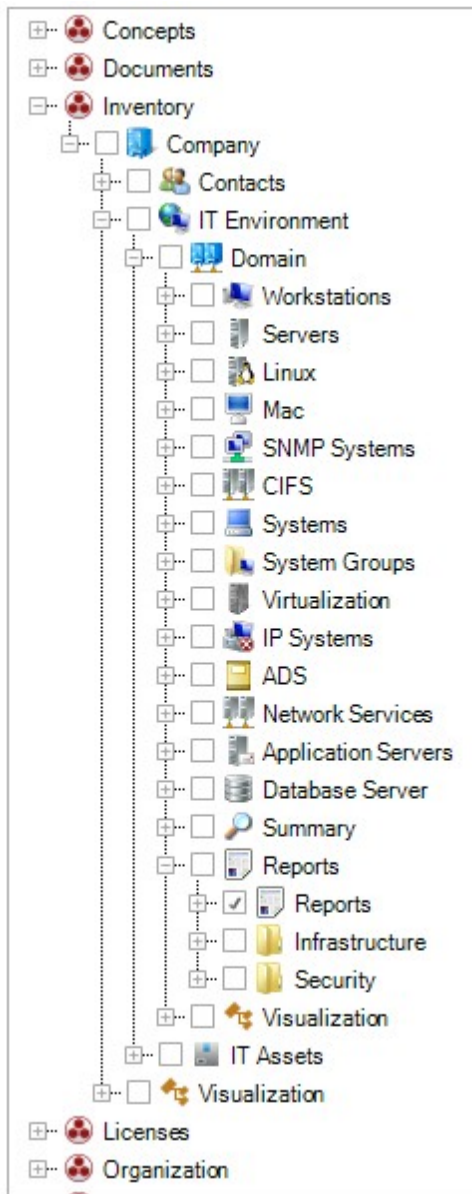 Concepts
Documents
Inventory
Company
Contacts
IT Environment
Domain
Workstations
Servers
Linux
Mac
SNMP Systems
CIFS
Systems
System Groups
Virtualization
IP Systems
ADS
Network Services
Application Servers
Database Server
Summary
Reports
Reports
Infrastructure
Security
Visualization
IT Assets
Visualization
Licenses
Organization